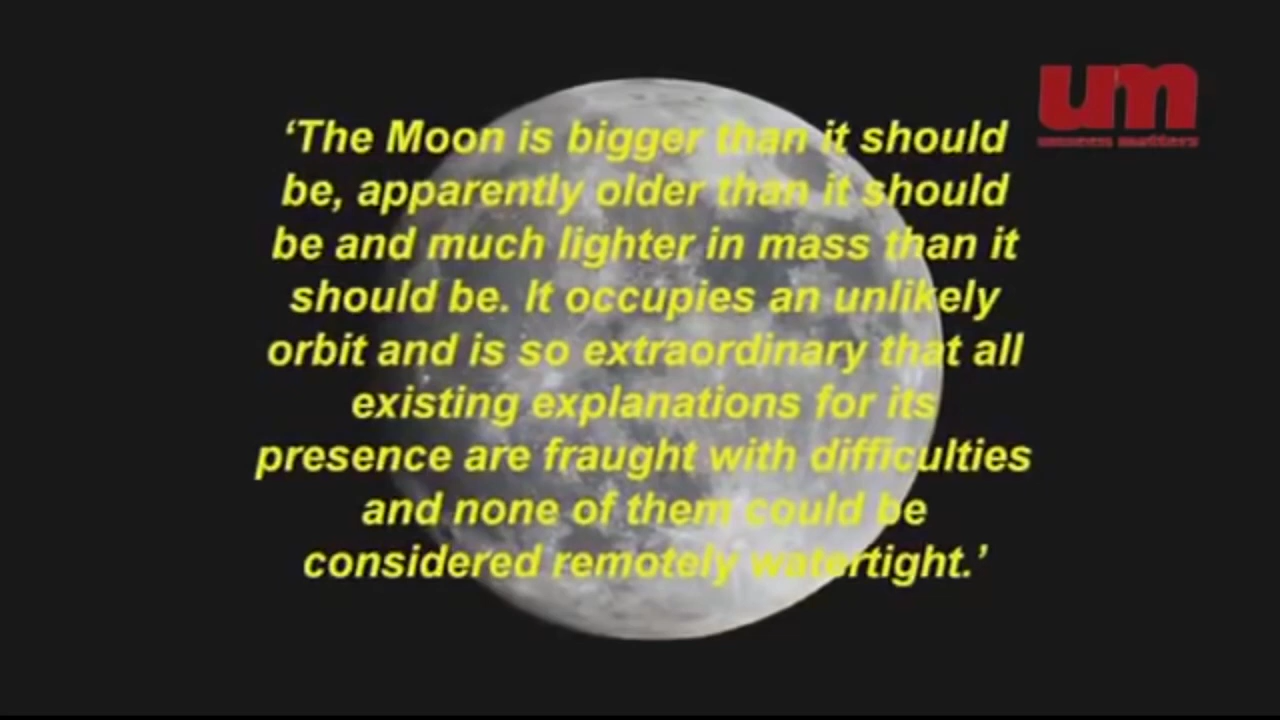 um
‘The Moon is bigger than it should
be, apparently older than it should
be and much lighter in mass than it
should be. It occupies an unlikely
orbit and is so extraordinary that all
existing explanations for its
presence are fraught with difficulties
and none of them could be
considered remotely watertight.’